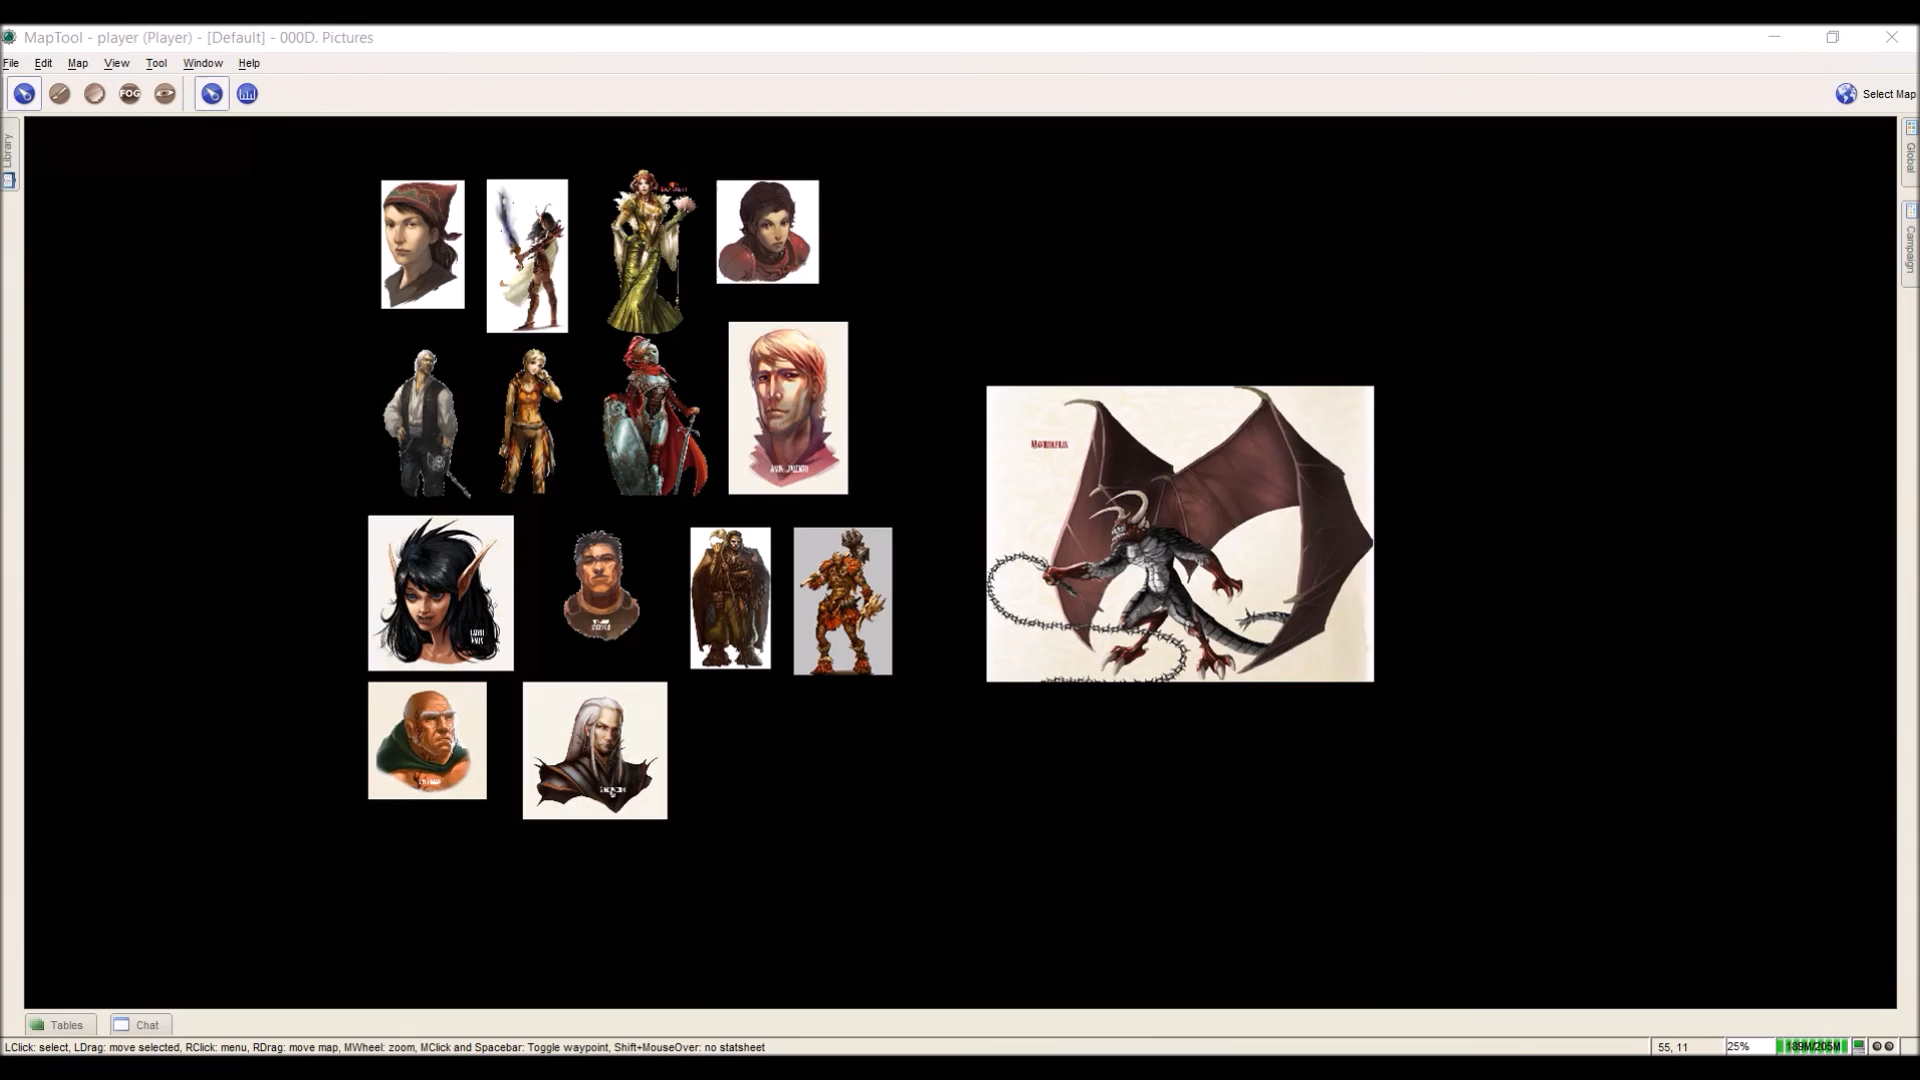 MapTool - player (Player) - [Default] - 000D. Pictures
File Edit Map View Tool Window Help
FOG
Select Map
Library
Global
Campaign
Tables
Chat
LClick: select, LDrag: move selected, RClick: menu, RDrag: move map, MWheel: zoom, MClick and Spacebar: Toggle waypoint, Shift+MouseOver: no statsheet
55, 11
25%
189M/205M